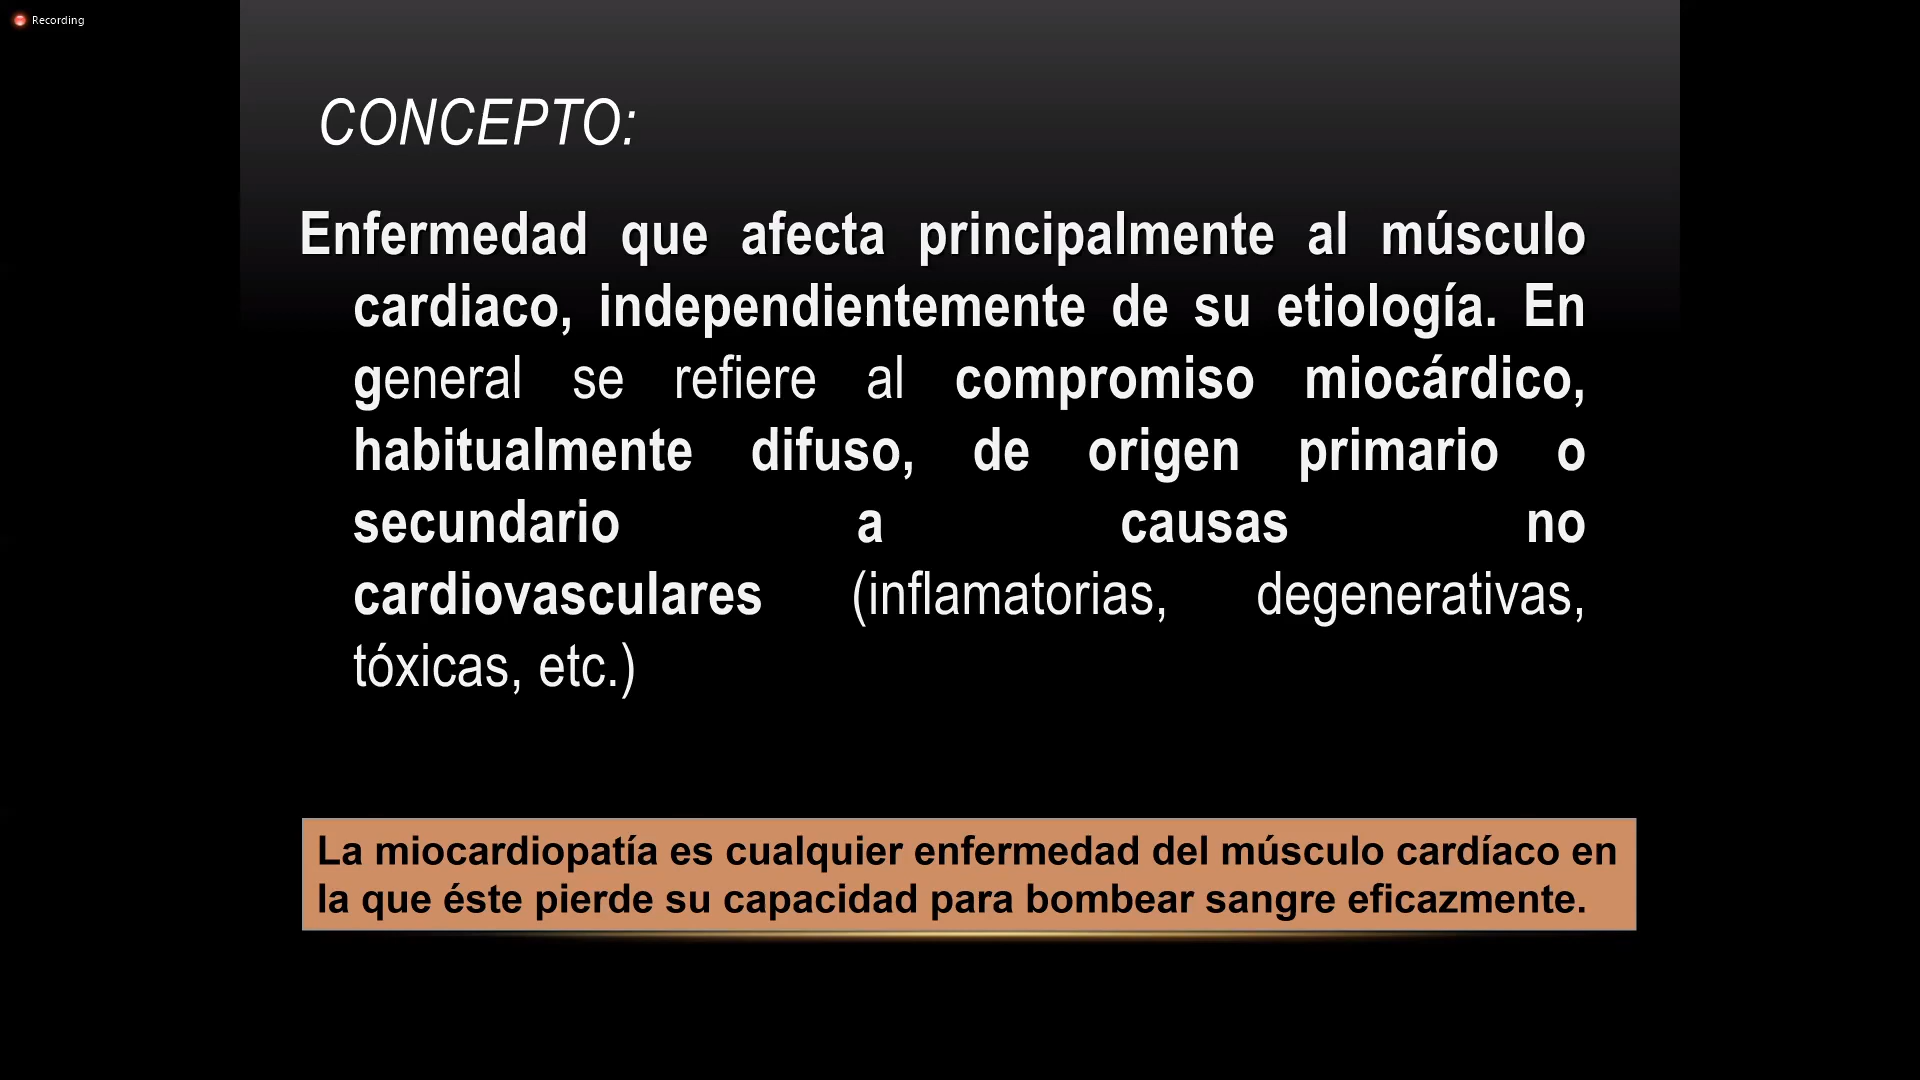 Recording
CONCEPTO:
Enfermedad que afecta principalmente al músculo
cardiaco, independientemente de su etiología. En
general se refiere al compromiso miocárdico,
habitualmente difuso, de origen primario o
secundario a causas no
cardiovasculares (inflamatorias, degenerativas,
tóxicas, etc.)
La miocardiopatía es cualquier enfermedad del músculo cardíaco en
la que éste pierde su capacidad para bombear sangre eficazmente.